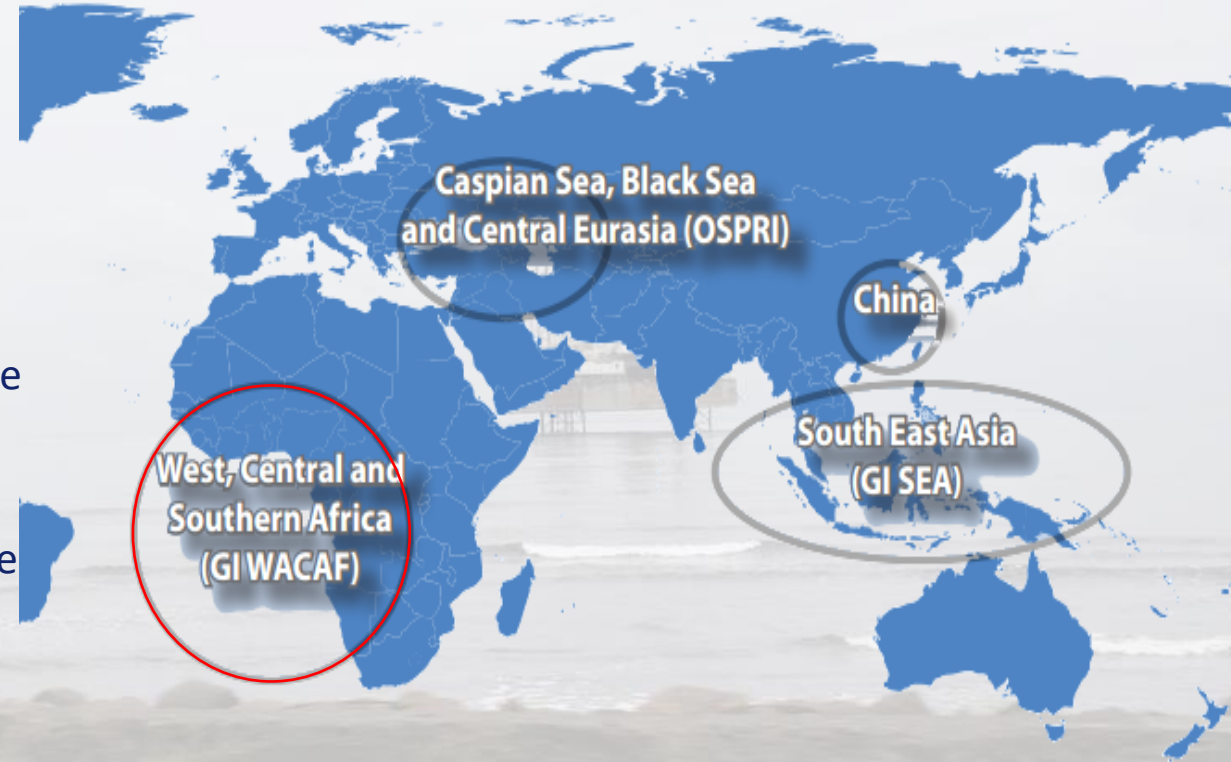 Caspian Sea, Black Sea
and Central Eurasia (OSPRI)
China
e
South East Asia
(GI SEA)
West, Central and
Southern Africa
(GI WACAF)
e